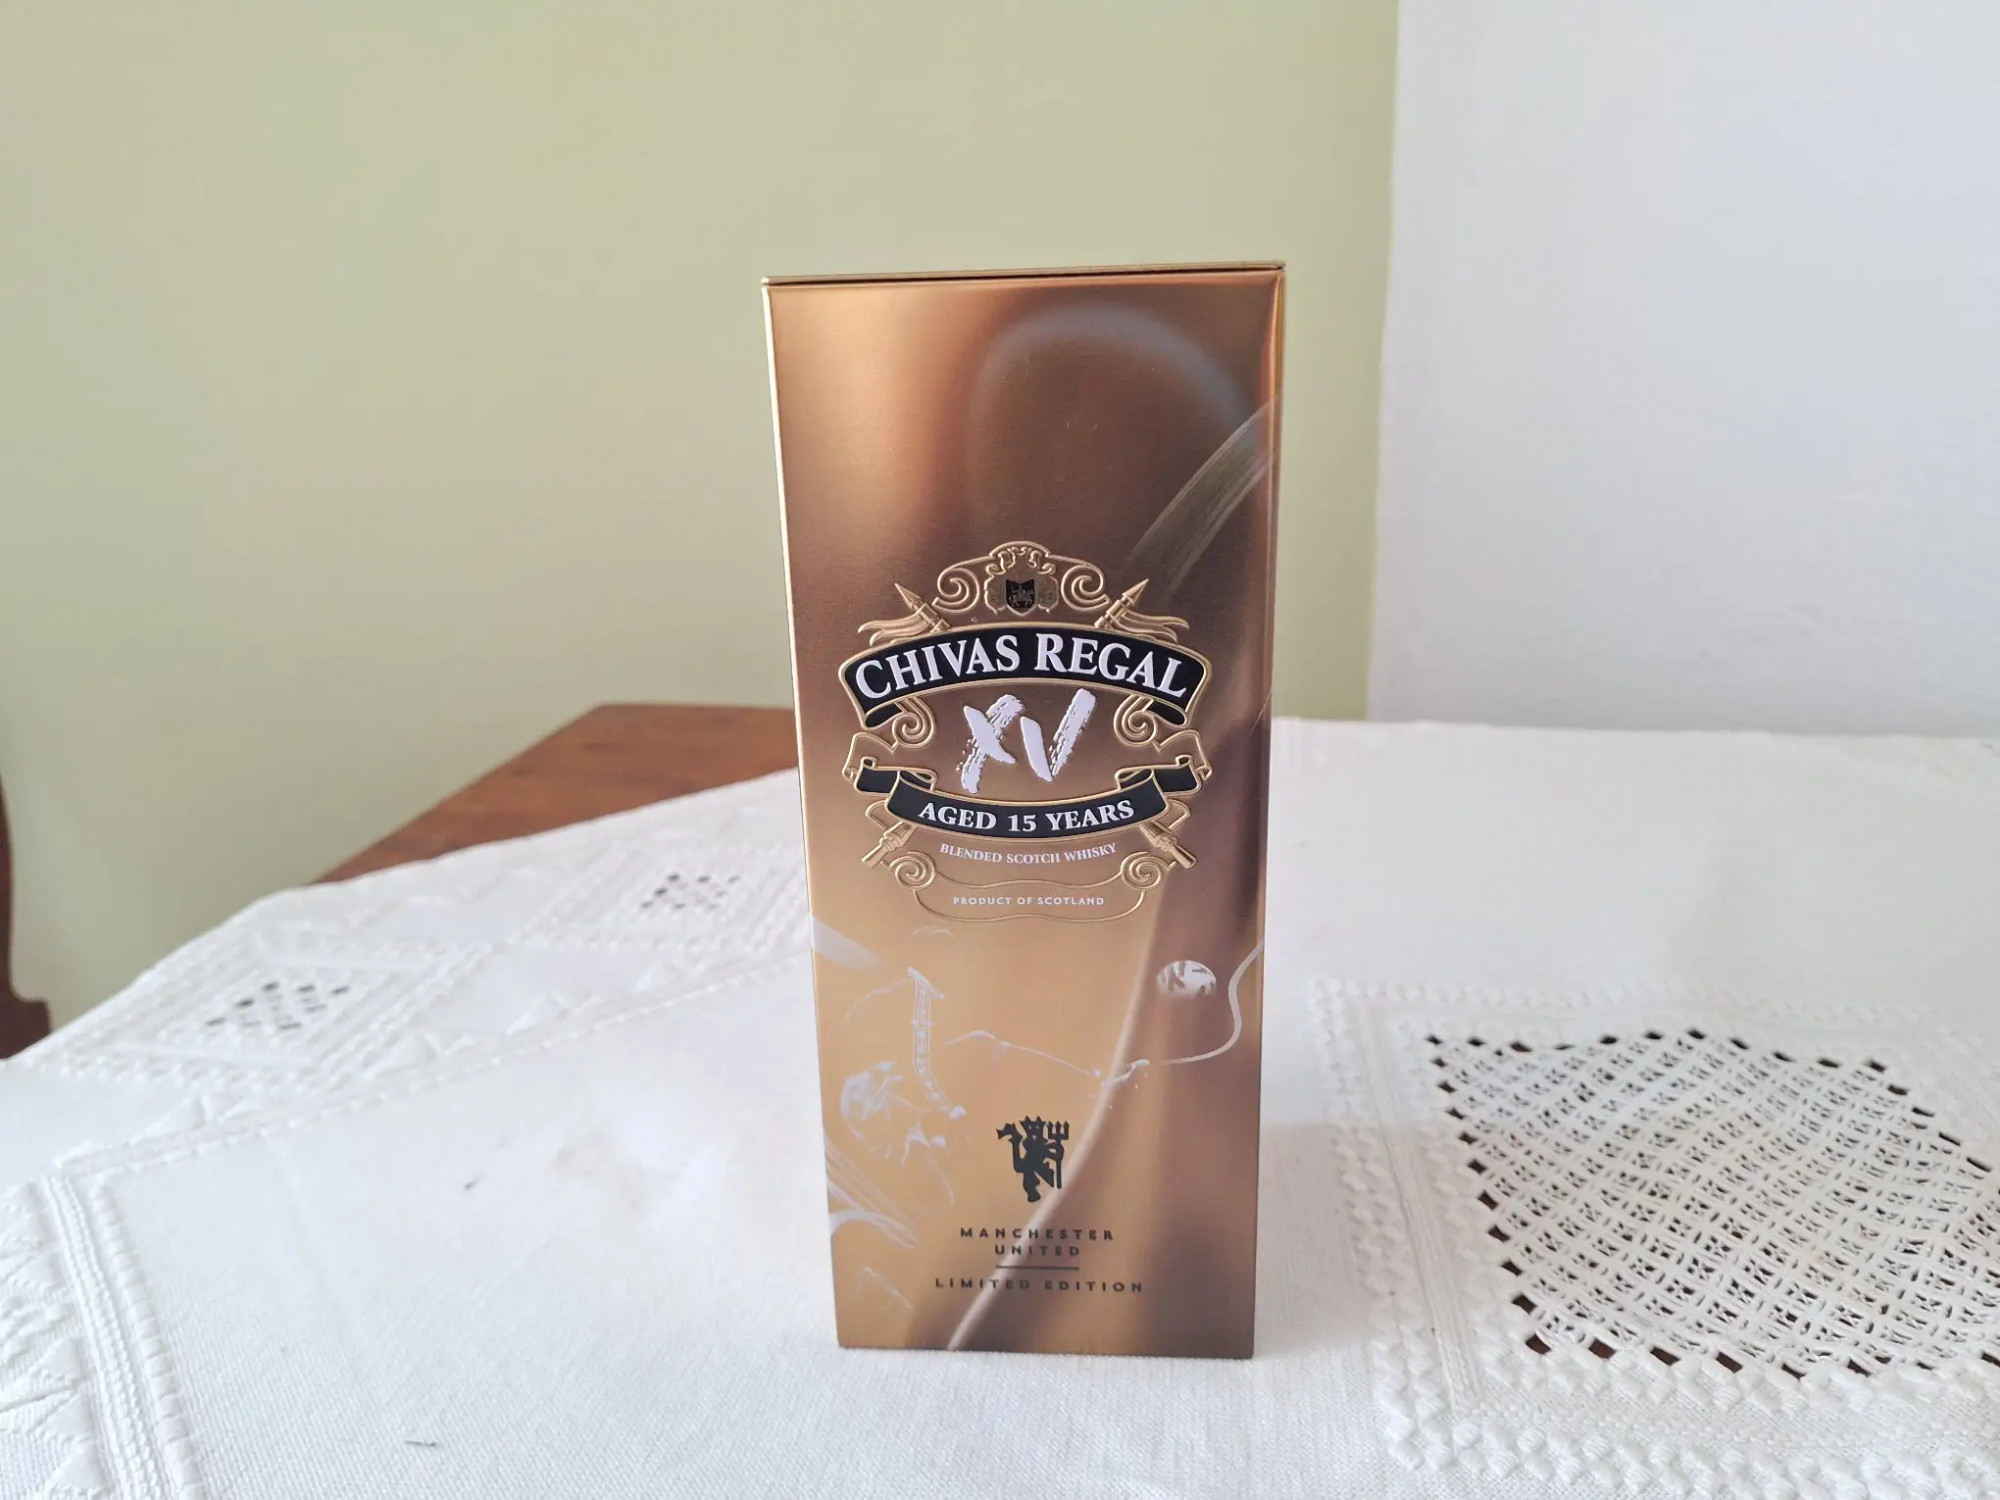 CHIVAS REGAL
XV
AGED 15 YEARS
BLENDED SCOTCH WHISKY
PRODUCT OF SCOTLAND
MANCHESTER
UNITED
LIMITED EDITION